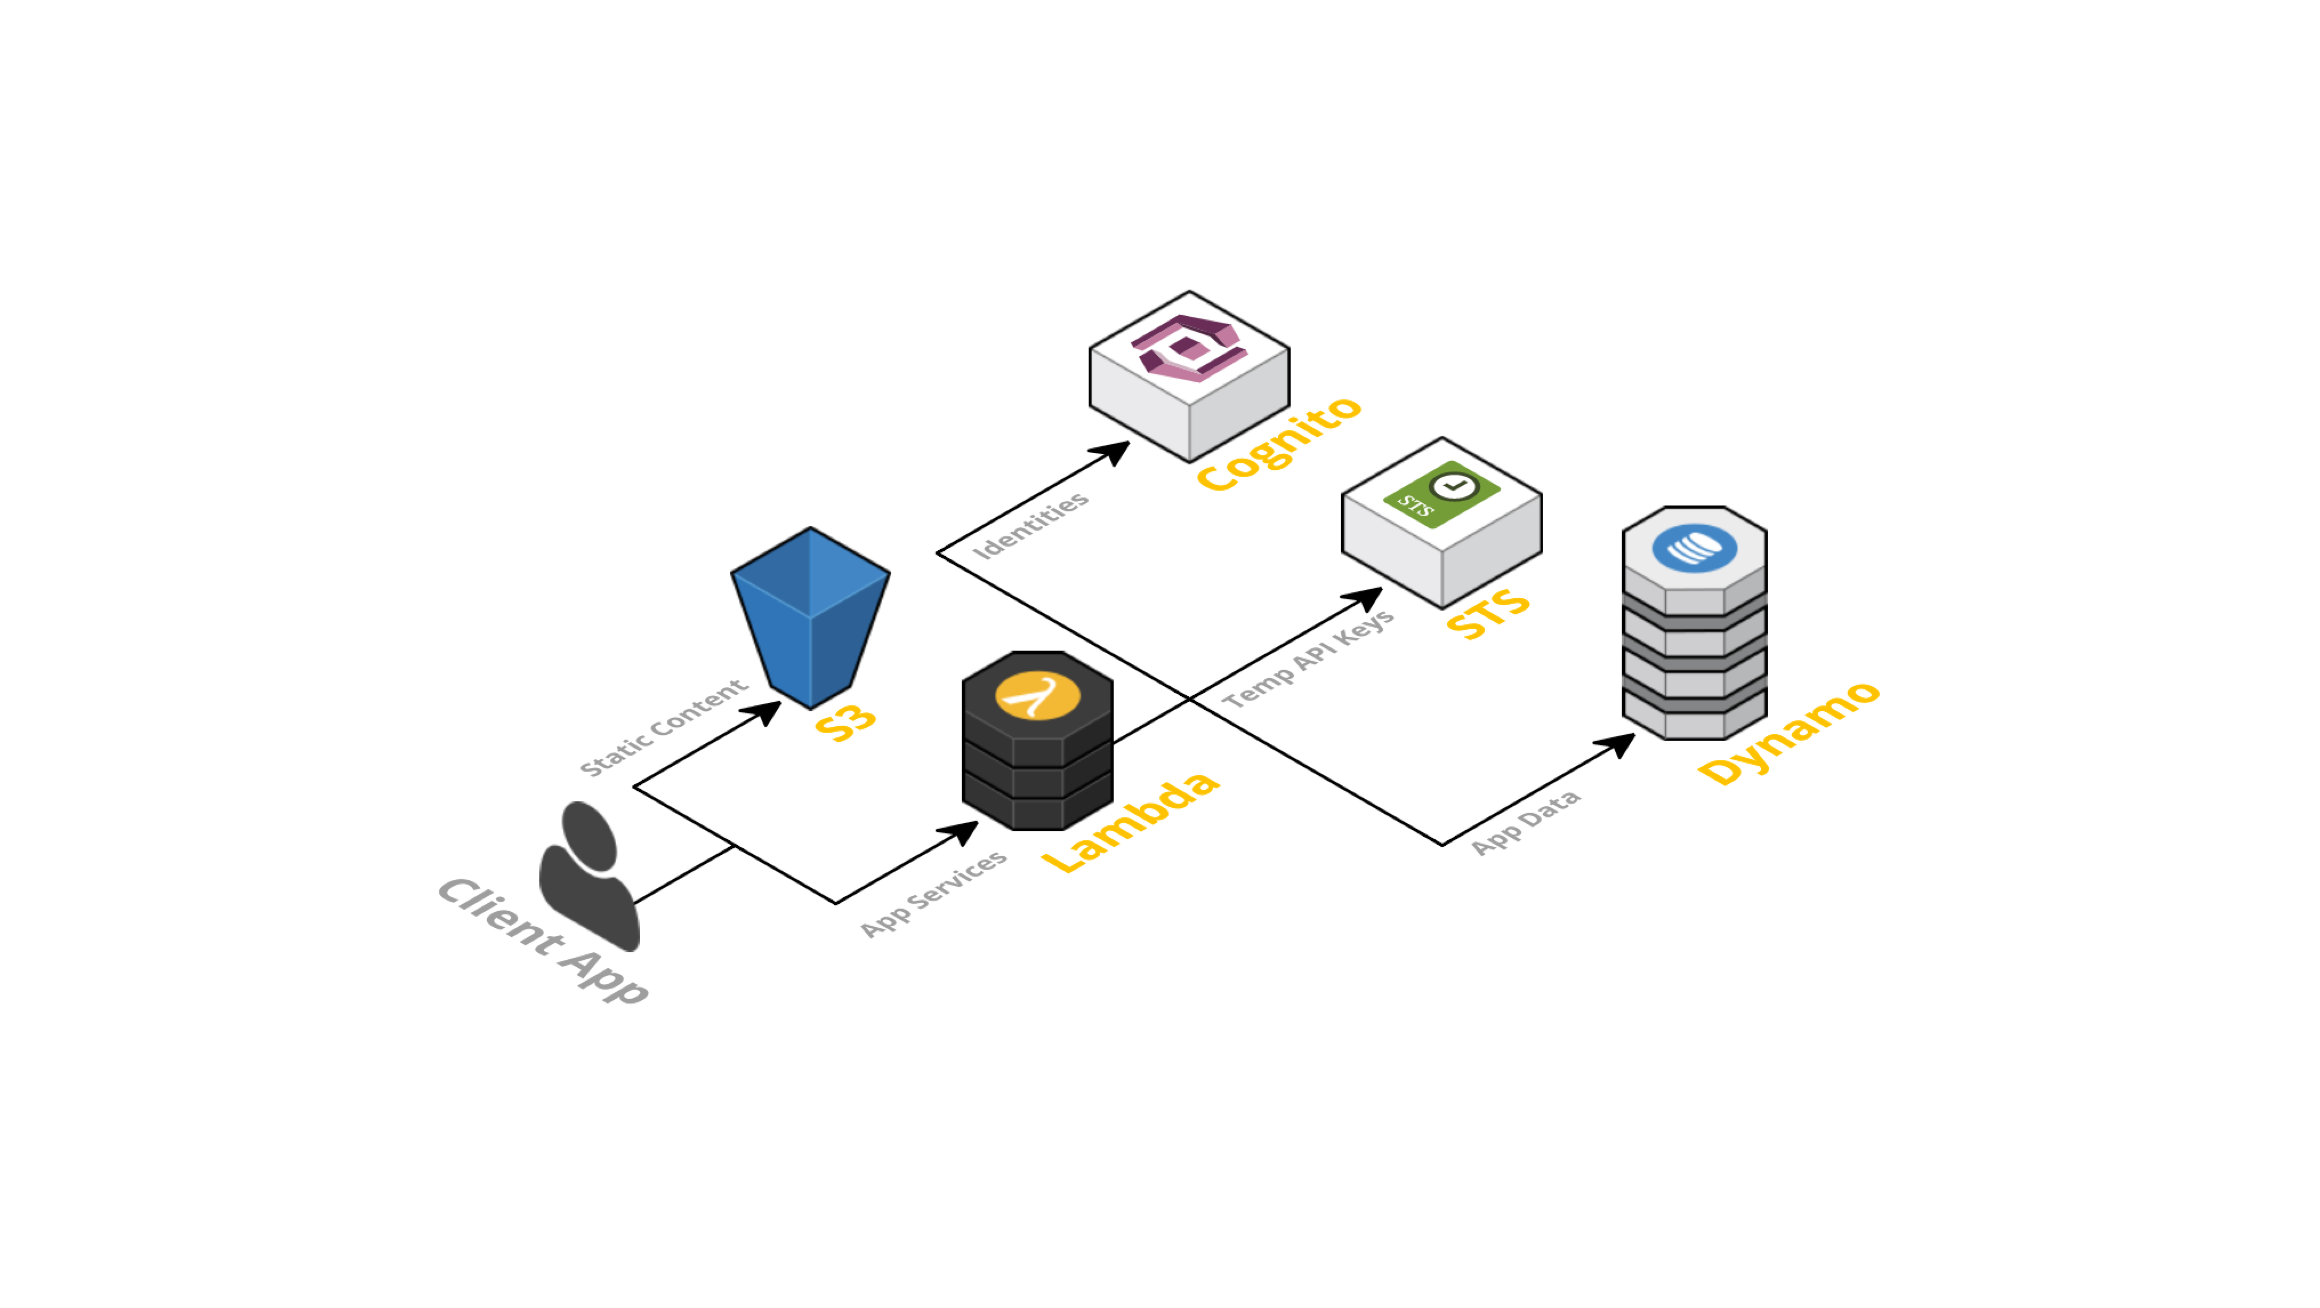 Cognito
Identities
STS
STS
Temp API Keys
Dynamo
App Data
S3
Static Content
Lambda
App Services
Client App